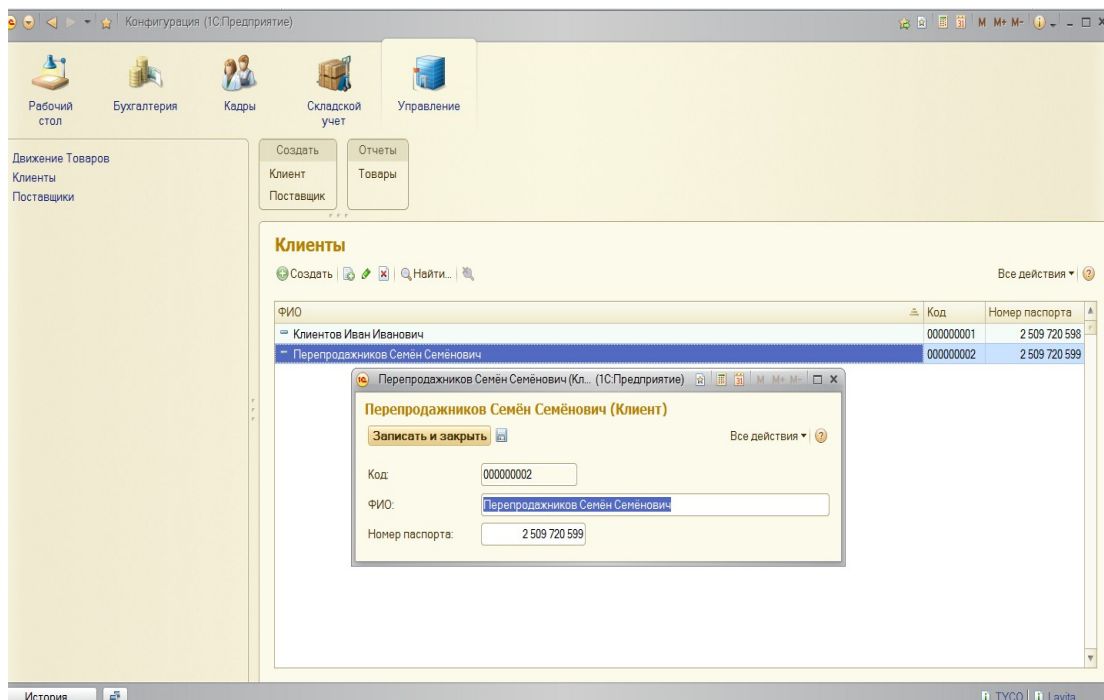 Конфигурация (1С:Предприятие)
M M+ M-
Рабочий стол
Бухгалтерия
Кадры
Складской учет
Управление
Движение Товаров
Клиенты
Поставщики
Создать
Клиент
Поставщик
Отчеты
Товары
Клиенты
Создать Найти... Все действия
ФИО Код Номер паспорта
Клиентов Иван Иванович 000000001 2 509 720 598
Перепродажников Семён Семёнович 000000002 2 509 720 599
Перепродажников Семён Семёнович (Кл... (1С:Предприятие) M M+ M-
Перепродажников Семён Семёнович (Клиент)
Записать и закрыть Все действия
Код: 000000002
ФИО: Перепродажников Семён Семёнович
Номер паспорта: 2 509 720 599
История TYCO Lavita